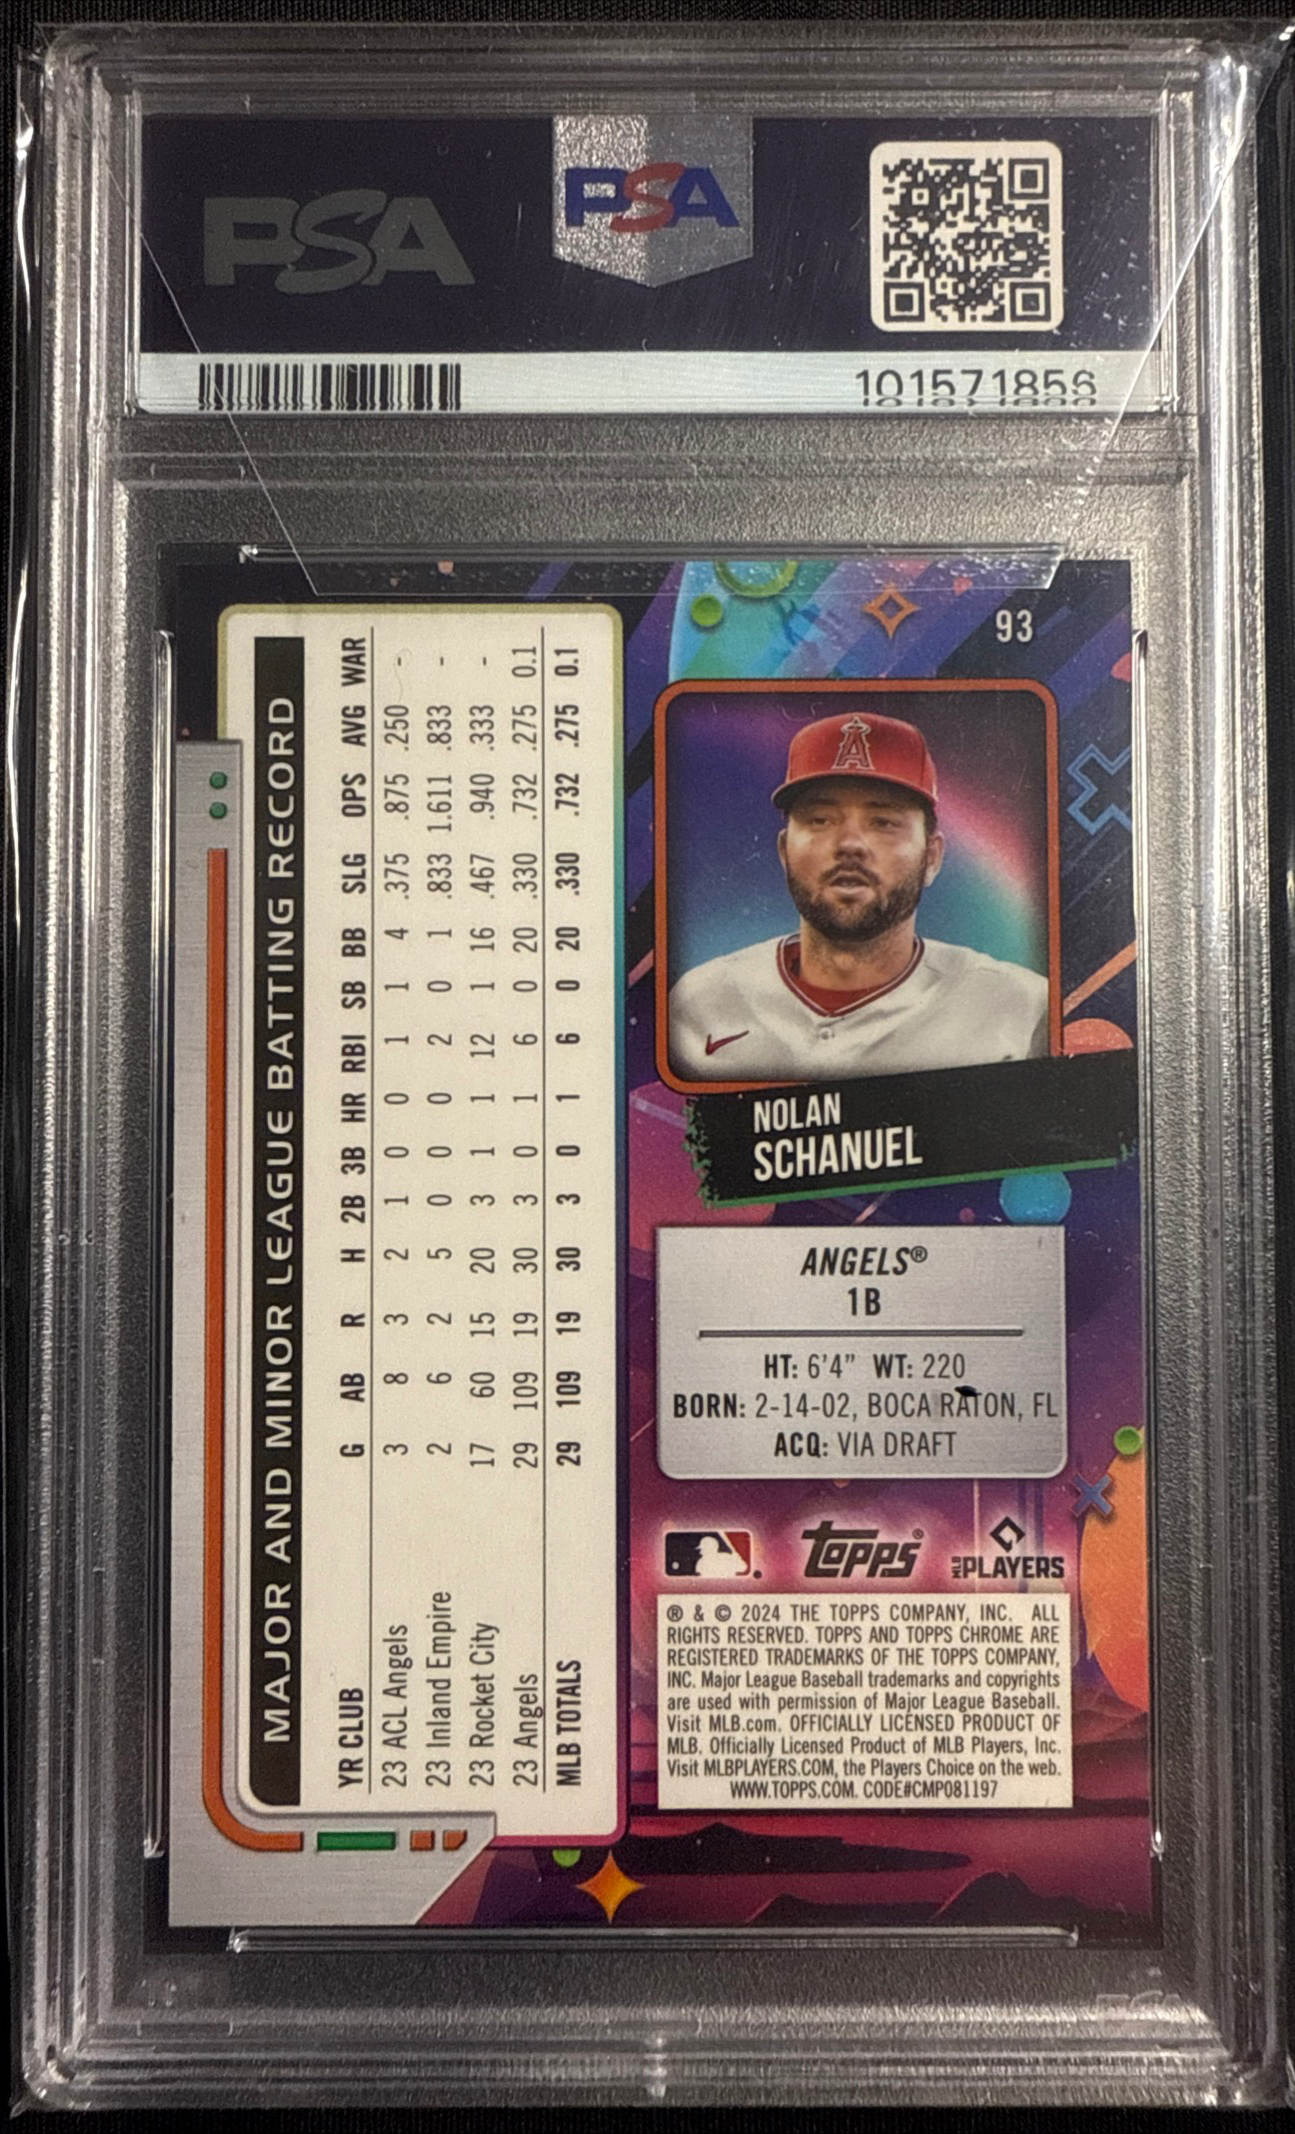 PSA
PSA
101571856
93
MAJOR AND MINOR LEAGUE BATTING RECORD
YR CLUB G AB R H 2B 3B HR RBI SB BB SLG OPS AVG WAR
23 ACL Angels 3 8 3 2 1 0 0 1 1 4 .375 .875 .250 -
23 Inland Empire 2 6 2 5 0 0 0 2 0 1 .833 1.611 .833 -
23 Rocket City 17 60 15 20 3 1 1 12 1 16 .467 .940 .333 -
23 Angels 29 109 19 30 3 0 1 6 0 20 .330 .732 .275 0.1
MLB TOTALS 29 109 19 30 3 0 1 6 0 20 .330 .732 .275 0.1
A
NOLAN
SCHANUEL
ANGELS®
1B
HT: 6'4" WT: 220
BORN: 2-14-02, BOCA RATON, FL
ACQ: VIA DRAFT
topps®
MLB PLAYERS
® & © 2024 THE TOPPS COMPANY, INC. ALL
RIGHTS RESERVED. TOPPS AND TOPPS CHROME ARE
REGISTERED TRADEMARKS OF THE TOPPS COMPANY,
INC. Major League Baseball trademarks and copyrights
are used with permission of Major League Baseball.
Visit MLB.com. OFFICIALLY LICENSED PRODUCT OF
MLB. Officially Licensed Product of MLB Players, Inc.
Visit MLBPLAYERS.COM, the Players Choice on the web.
WWW.TOPPS.COM. CODE#CMP081197
PSA